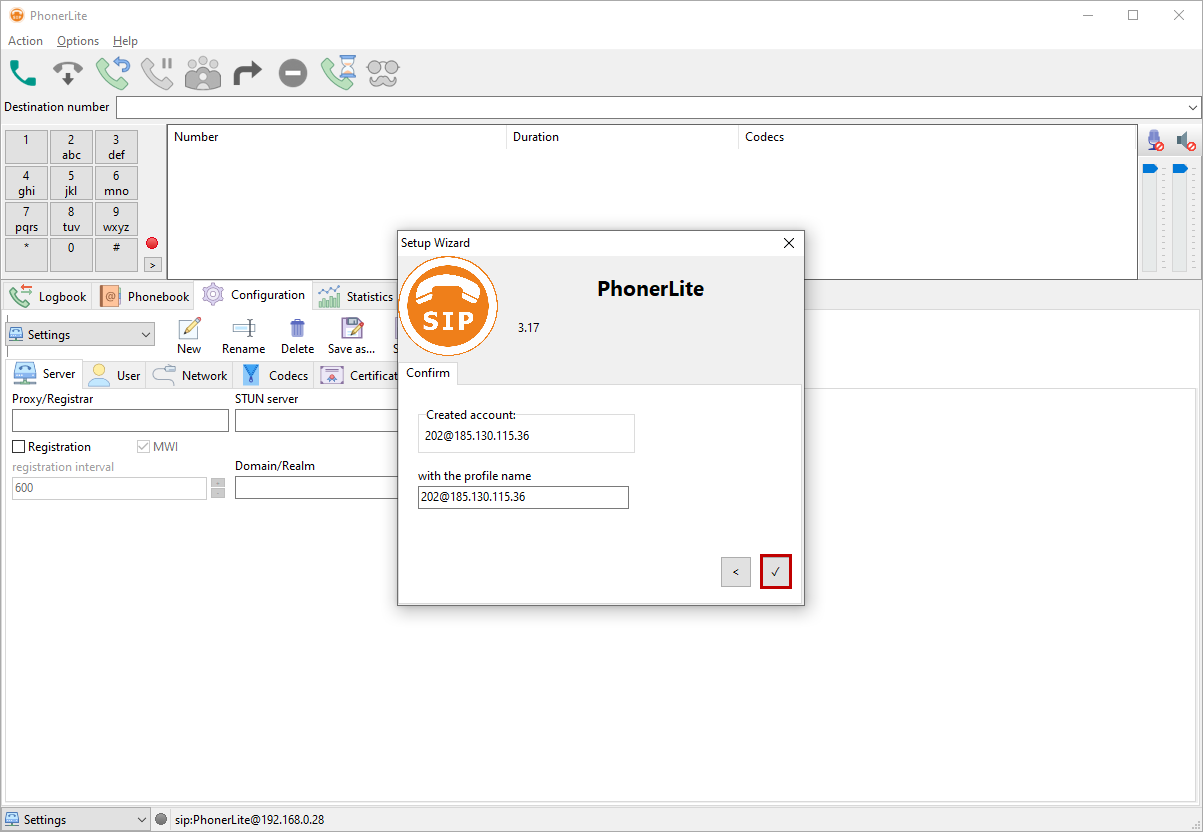 PhonerLite
Action Options Help
Destination number
Number Duration Codecs
1 2 abc 3 def
4 ghi 5 jkl 6 mno
7 pqrs 8 tuv 9 wxyz
* 0 #
>
Logbook Phonebook Configuration Statistics
Settings New Rename Delete Save as... S
Server User Network Codecs Certificat
Proxy/Registrar STUN server
Registration MWI
registration interval Domain/Realm
600
Setup Wizard
SIP
PhonerLite
3.17
Confirm
Created account:
202@185.130.115.36
with the profile name
202@185.130.115.36
< ✓
Settings sip:PhonerLite@192.168.0.28